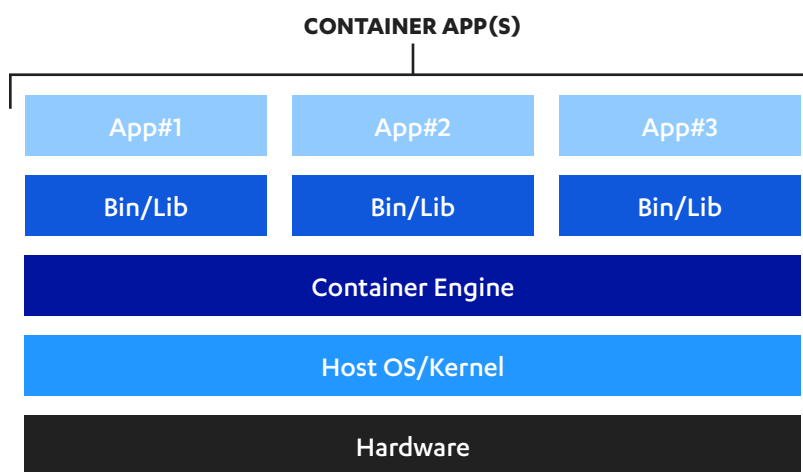 CONTAINER APP(S)
App#1 App#2 App#3
Bin/Lib Bin/Lib Bin/Lib
Container Engine
Host OS/Kernel
Hardware